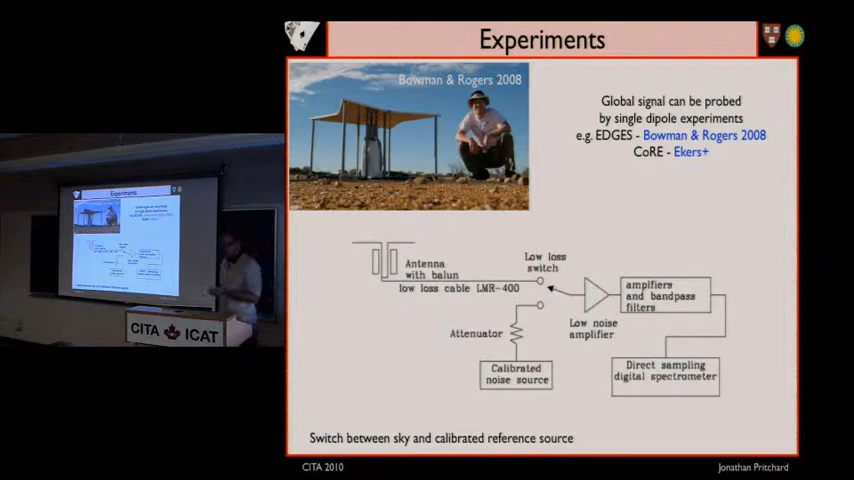 Experiments
Bowman & Rogers 2008
Global signal can be probed
by single dipole experiments
e.g. EDGES - Bowman & Rogers 2008
CoRE - Ekers+
Antenna
with balun
low loss cable LMR-400
Low loss
switch
Attenuator
Calibrated
noise source
Low noise
amplifier
amplfiers
and bandpass
filters
Direct sampling
digital spectrometer
Switch between sky and calibrated reference source
CITA 2010
Jonathan Pritchard
Experiments
CITA ICAT